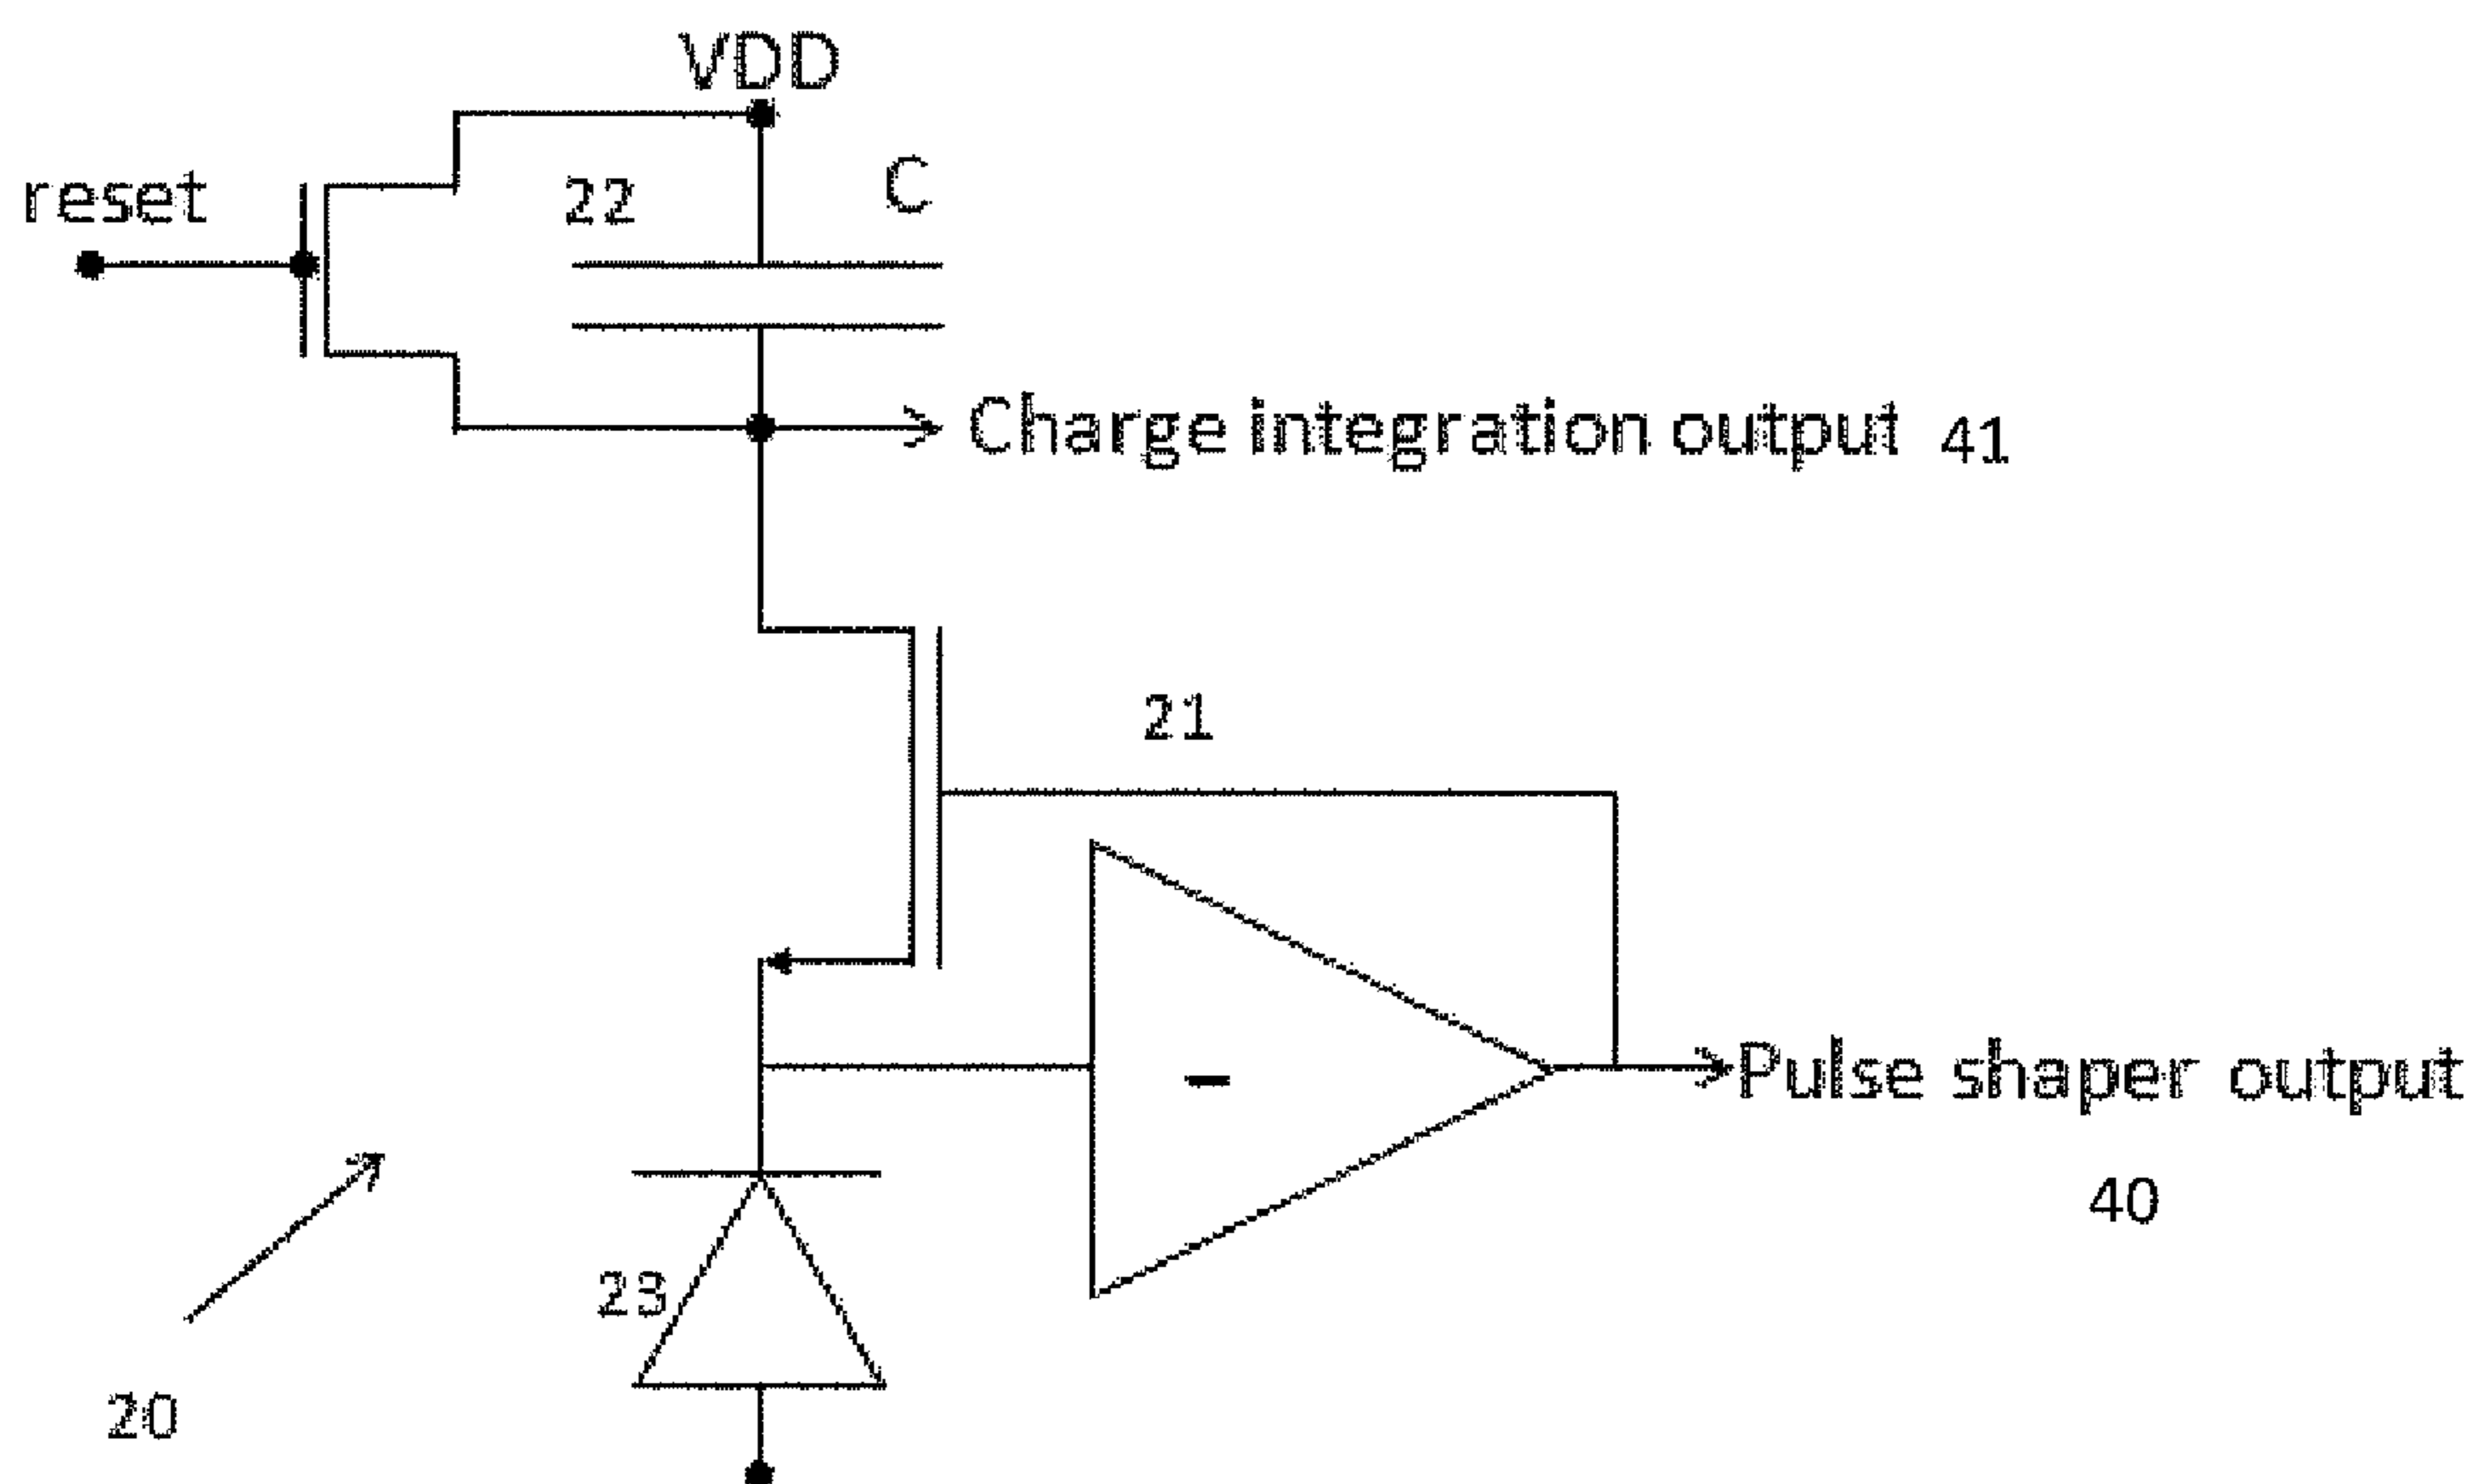 VDD
reset
22
C
Charge integration output 41
21
-
Pulse shaper output
40
23
20